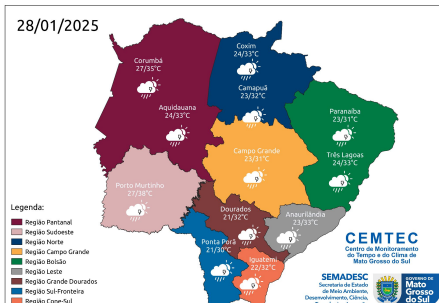 28/01/2025
Corumbá
27/35°C
Coxim
24/33°C
Camapuã
23/32°C
Aquidauana
24/33°C
Paranaíba
23/31°C
Campo Grande
23/31°C
Três Lagoas
24/33°C
Porto Murtinho
27/38°C
Dourados
21/32°C
Anaurilândia
23/33°C
Ponta Porã
21/30°C
Iguatemi
22/32°C
Legenda:
Região Pantanal
Região Sudoeste
Região Norte
Região Campo Grande
Região Bolsão
Região Leste
Região Grande Dourados
Região Sul-Fronteira
Região Cone-Sul
CEMTEC
Centro de Monitoramento
do Tempo e do Clima de
Mato Grosso do Sul
SEMADESC
Secretaria de Estado
de Meio Ambiente,
Desenvolvimento, Ciência,
GOVERNO DE
Mato
Grosso
do Sul